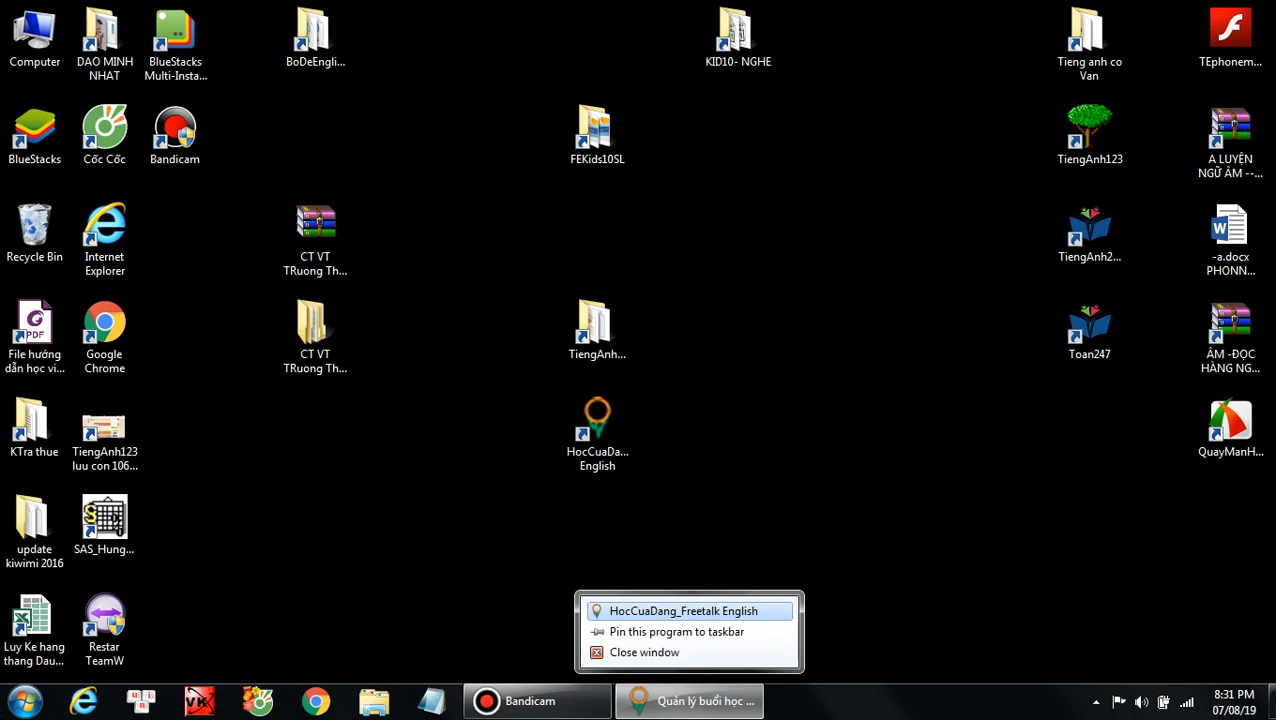 Computer
DAO MINH
NHAT
BlueStacks
Multi-Insta...
BoDeEngli...
KID10- NGHE
Tieng anh co
Van
TEphonem...
BlueStacks
Cốc Cốc
Bandicam
FEKids10SL
TiengAnh123
A LUYỆN
NGỮ ÂM --...
Recycle Bin
Internet
Explorer
CT VT
TRuong Th...
TiengAnh2...
-a.docx
PHONN...
File hướng
dẫn học vi...
Google
Chrome
CT VT
TRuong Th...
TiengAnh...
Toan247
ÂM -ĐỌC
HÀNG NG...
KTra thue
TiengAnh123
luu con 106...
HocCuaDa...
English
QuayManH...
update
kiwimi 2016
SAS_Hung...
Luy Ke hang
thang Dau...
Restar
TeamW
HocCuaDang_Freetalk English
Pin this program to taskbar
Close window
Bandicam
Quản lý buổi học ...
8:31 PM
07/08/19